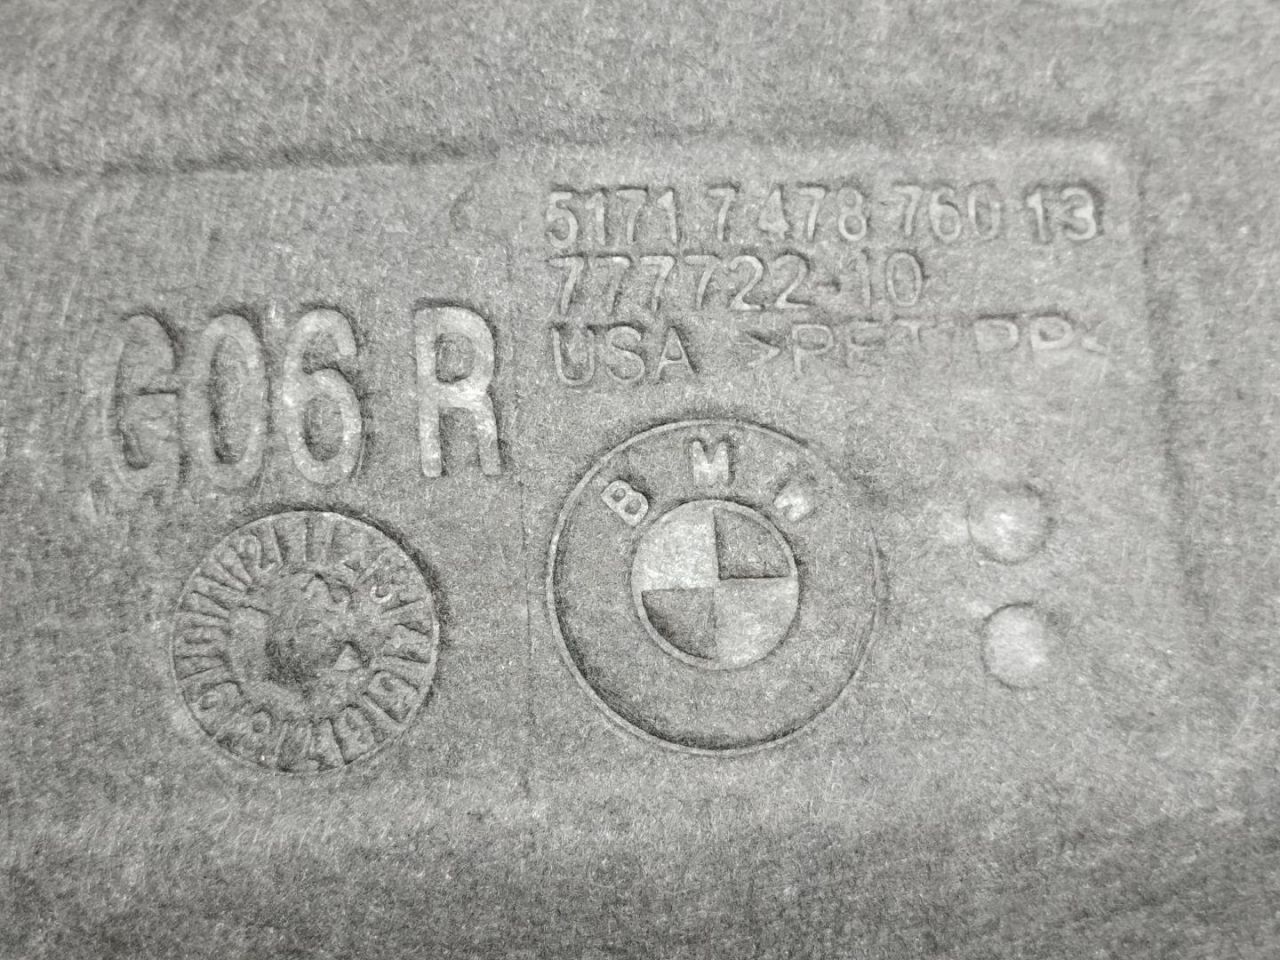 5171 7 478 760 13
777722-10
USA >PET PP<
G06 R
BMW